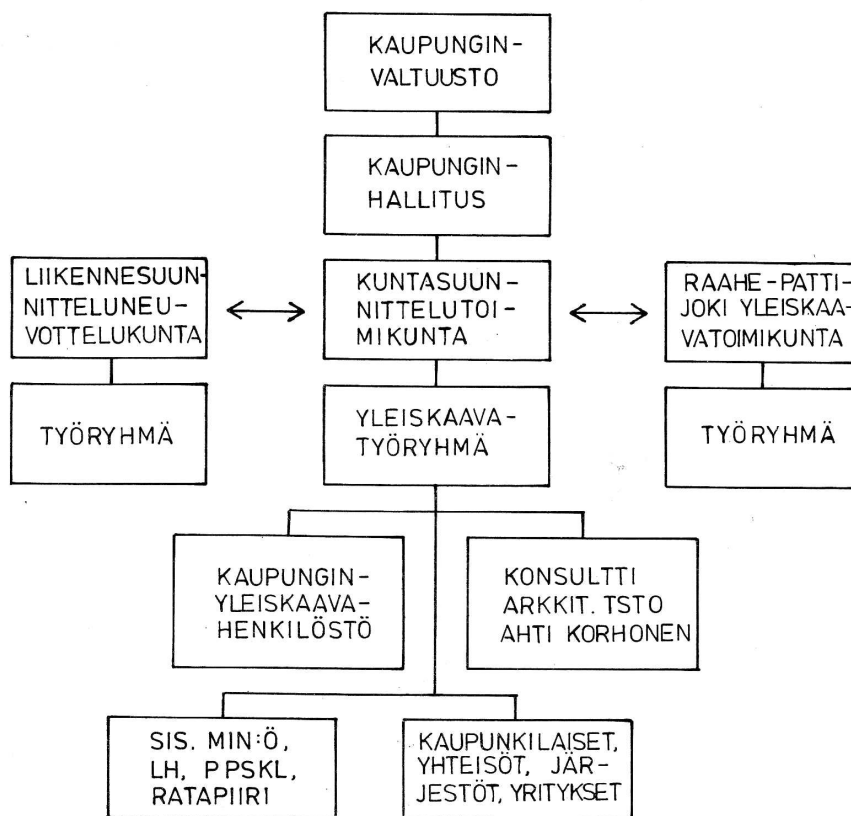 KAUPUNGIN-
VALTUUSTO
KAUPUNGIN-
HALLITUS
LIIKENNESUUN-
NITTELUNEU-
VOTTELUKUNTA
KUNTASUUN-
NITTELUTOI-
MIKUNTA
RAAHE-PATTI-
JOKI YLEISKAA-
VATOIMIKUNTA
TYÖRYHMÄ
YLEISKAAVA-
TYÖRYHMÄ
TYÖRYHMÄ
KAUPUNGIN-
YLEISKAAVA-
HENKILÖSTÖ
KONSULTTI
ARKKIT. TSTO
AHTI KORHONEN
SIS. MIN:Ö,
LH, PPSKL,
RATAPIIRI
KAUPUNKILAISET,
YHTEISÖT, JÄR-
JESTÖT, YRITYKSET